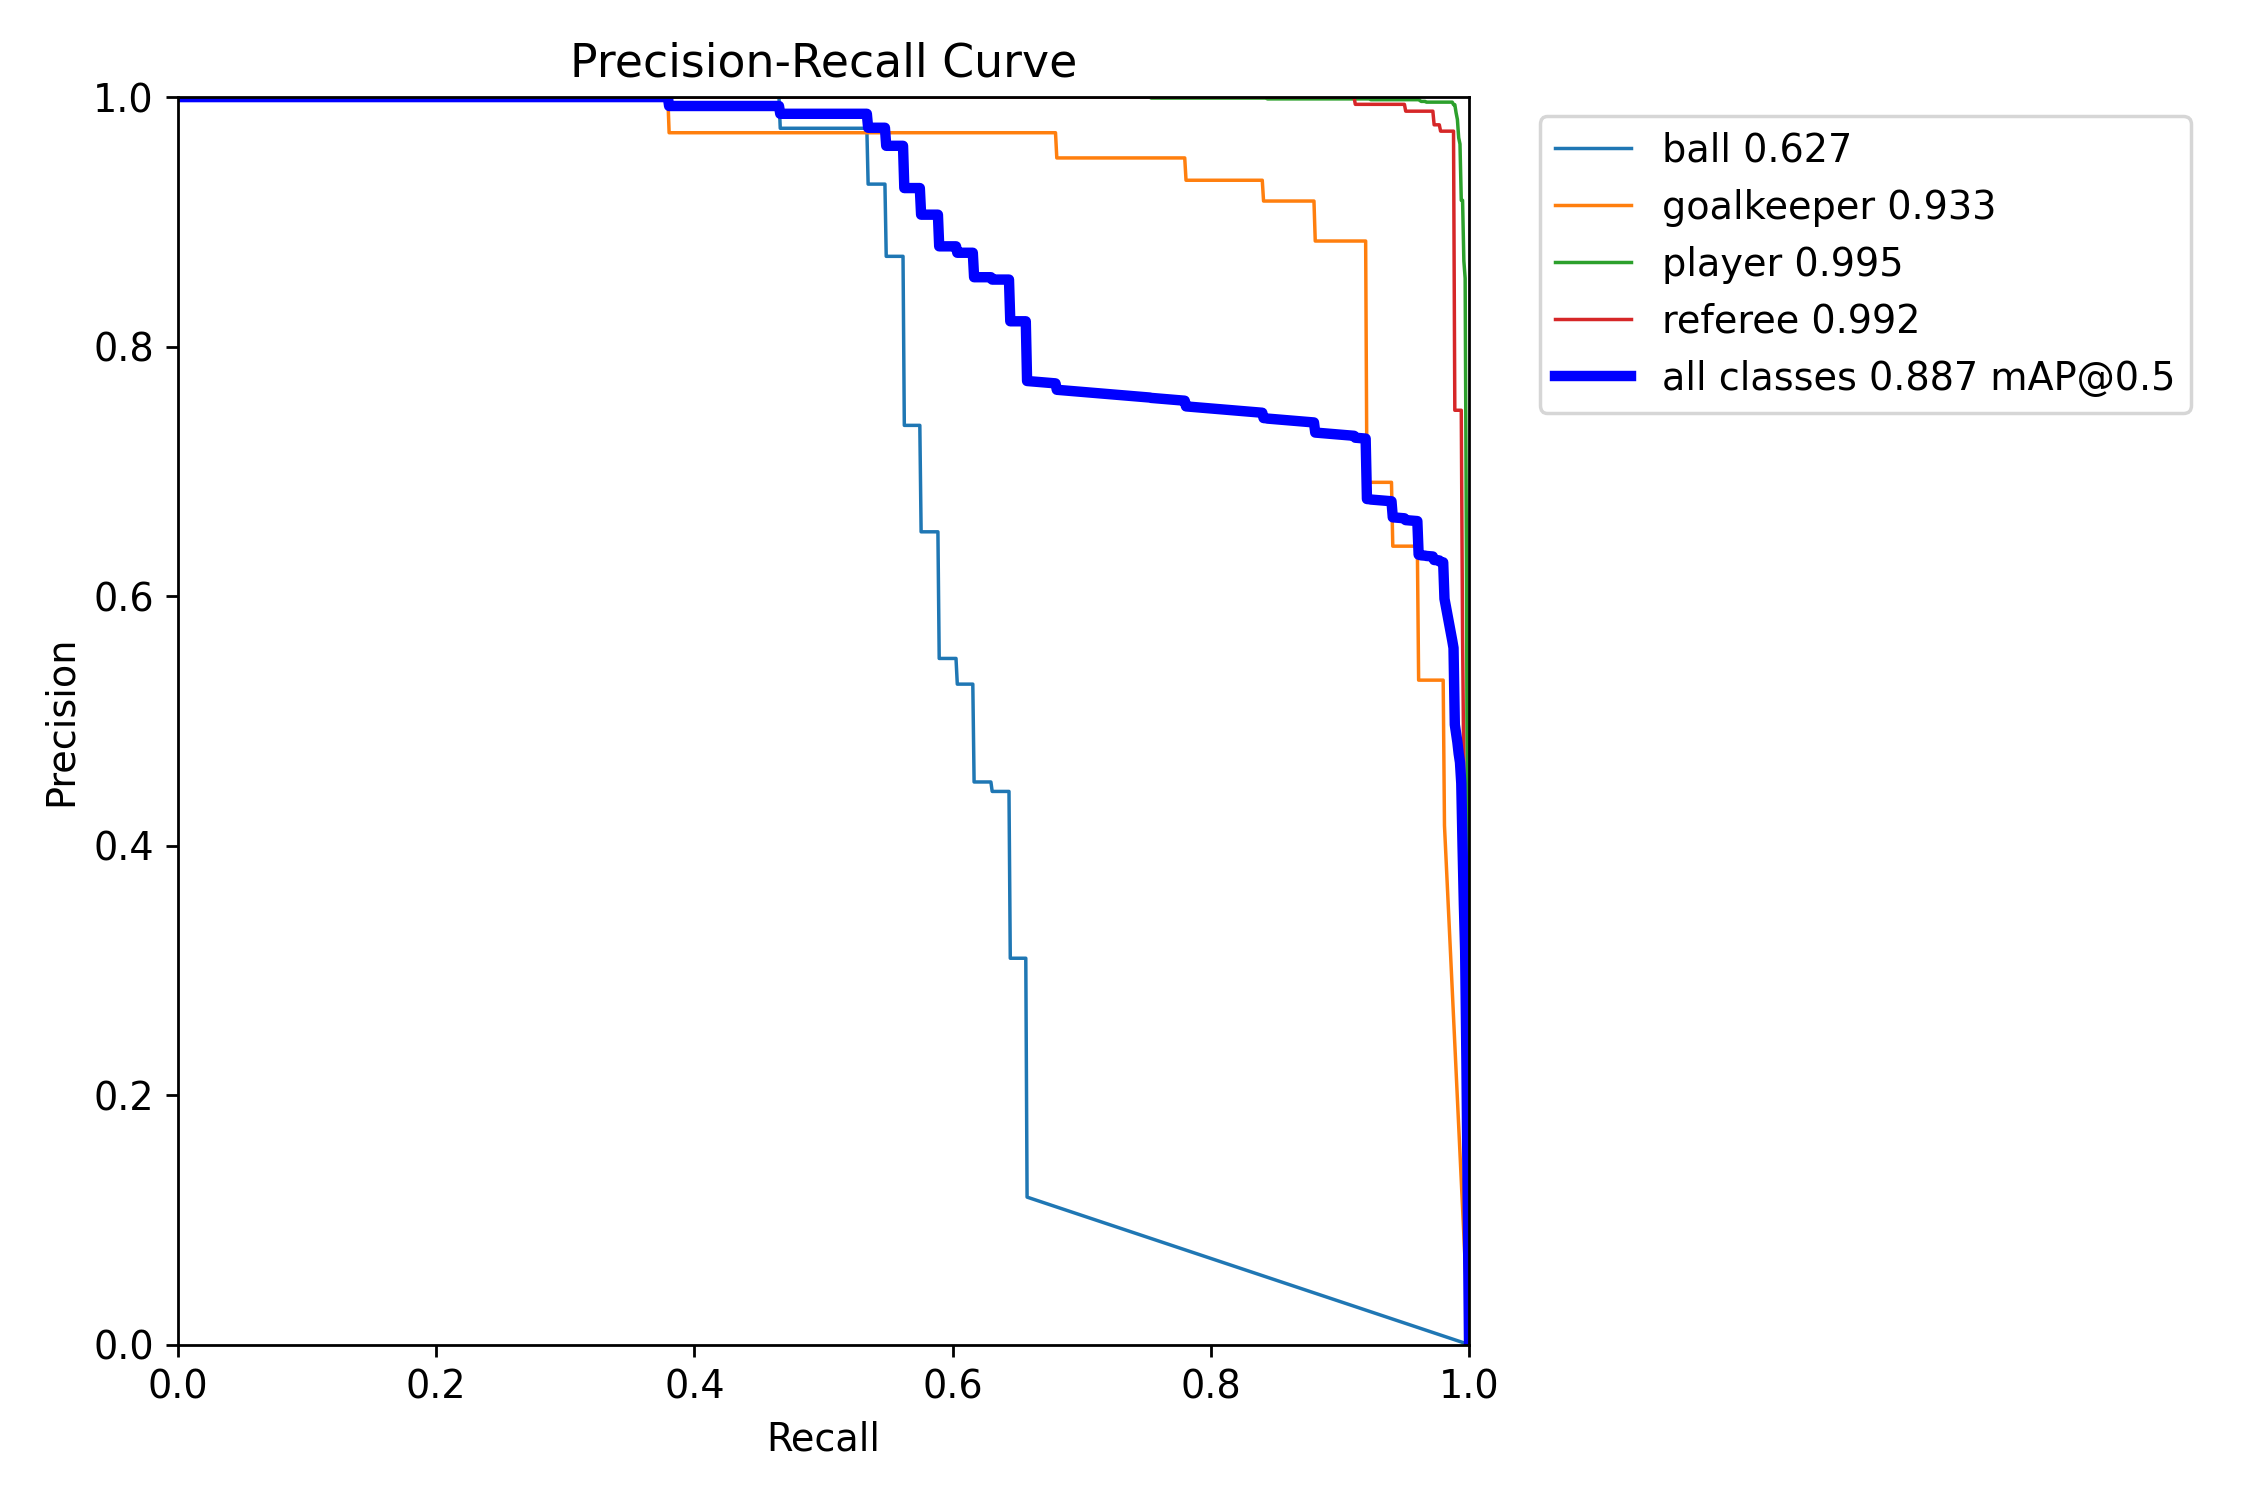 Precision-Recall Curve
1.0
0.8
0.6
0.4
0.2
0.0
Precision
0.0 0.2 0.4 0.6 0.8 1.0
Recall
ball 0.627
goalkeeper 0.933
player 0.995
referee 0.992
all classes 0.887 mAP@0.5